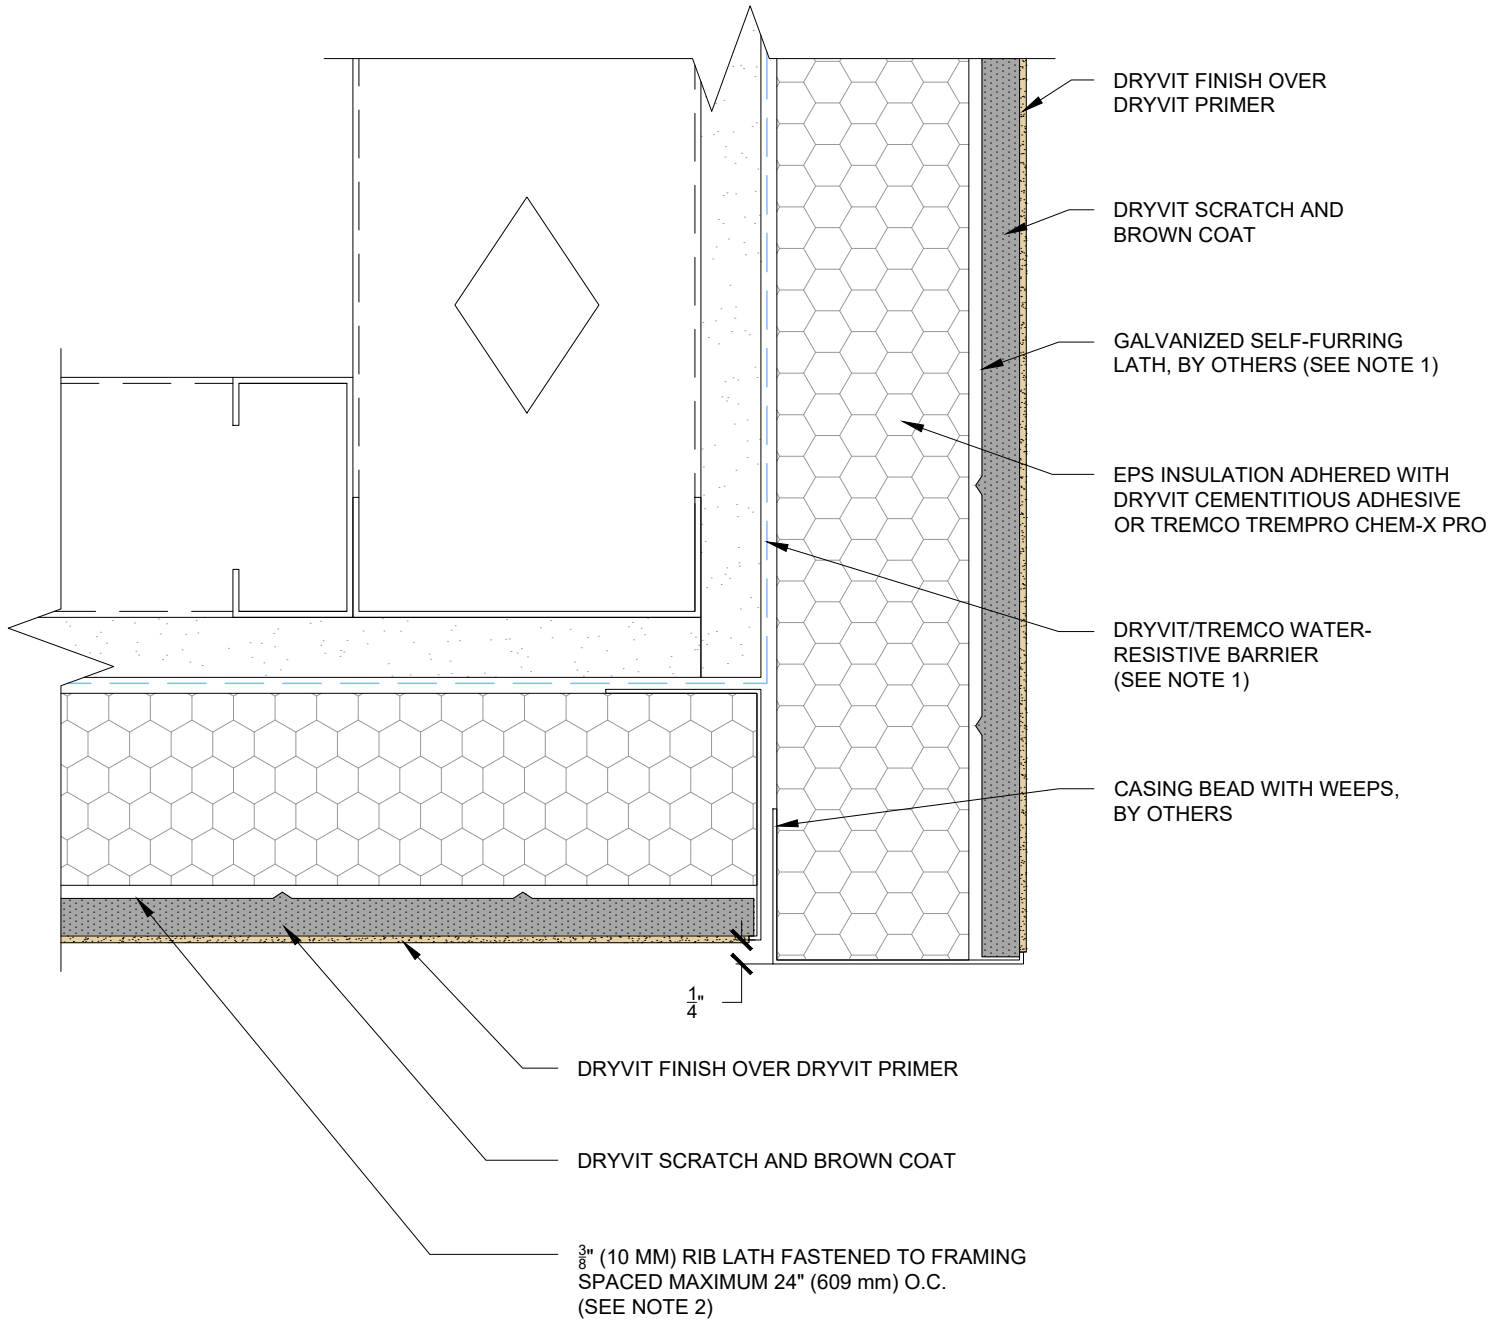 DRYVIT FINISH OVER
DRYVIT PRIMER
DRYVIT SCRATCH AND
BROWN COAT
GALVANIZED SELF-FURRING
LATH, BY OTHERS (SEE NOTE 1)
EPS INSULATION ADHERED WITH
DRYVIT CEMENTITIOUS ADHESIVE
OR TREMCO TREMPRO CHEM-X PRO
DRYVIT/TREMCO WATER-
RESISTIVE BARRIER
(SEE NOTE 1)
CASING BEAD WITH WEEPS,
BY OTHERS
1/4"
DRYVIT FINISH OVER DRYVIT PRIMER
DRYVIT SCRATCH AND BROWN COAT
3/8" (10 MM) RIB LATH FASTENED TO FRAMING
SPACED MAXIMUM 24" (609 mm) O.C.
(SEE NOTE 2)